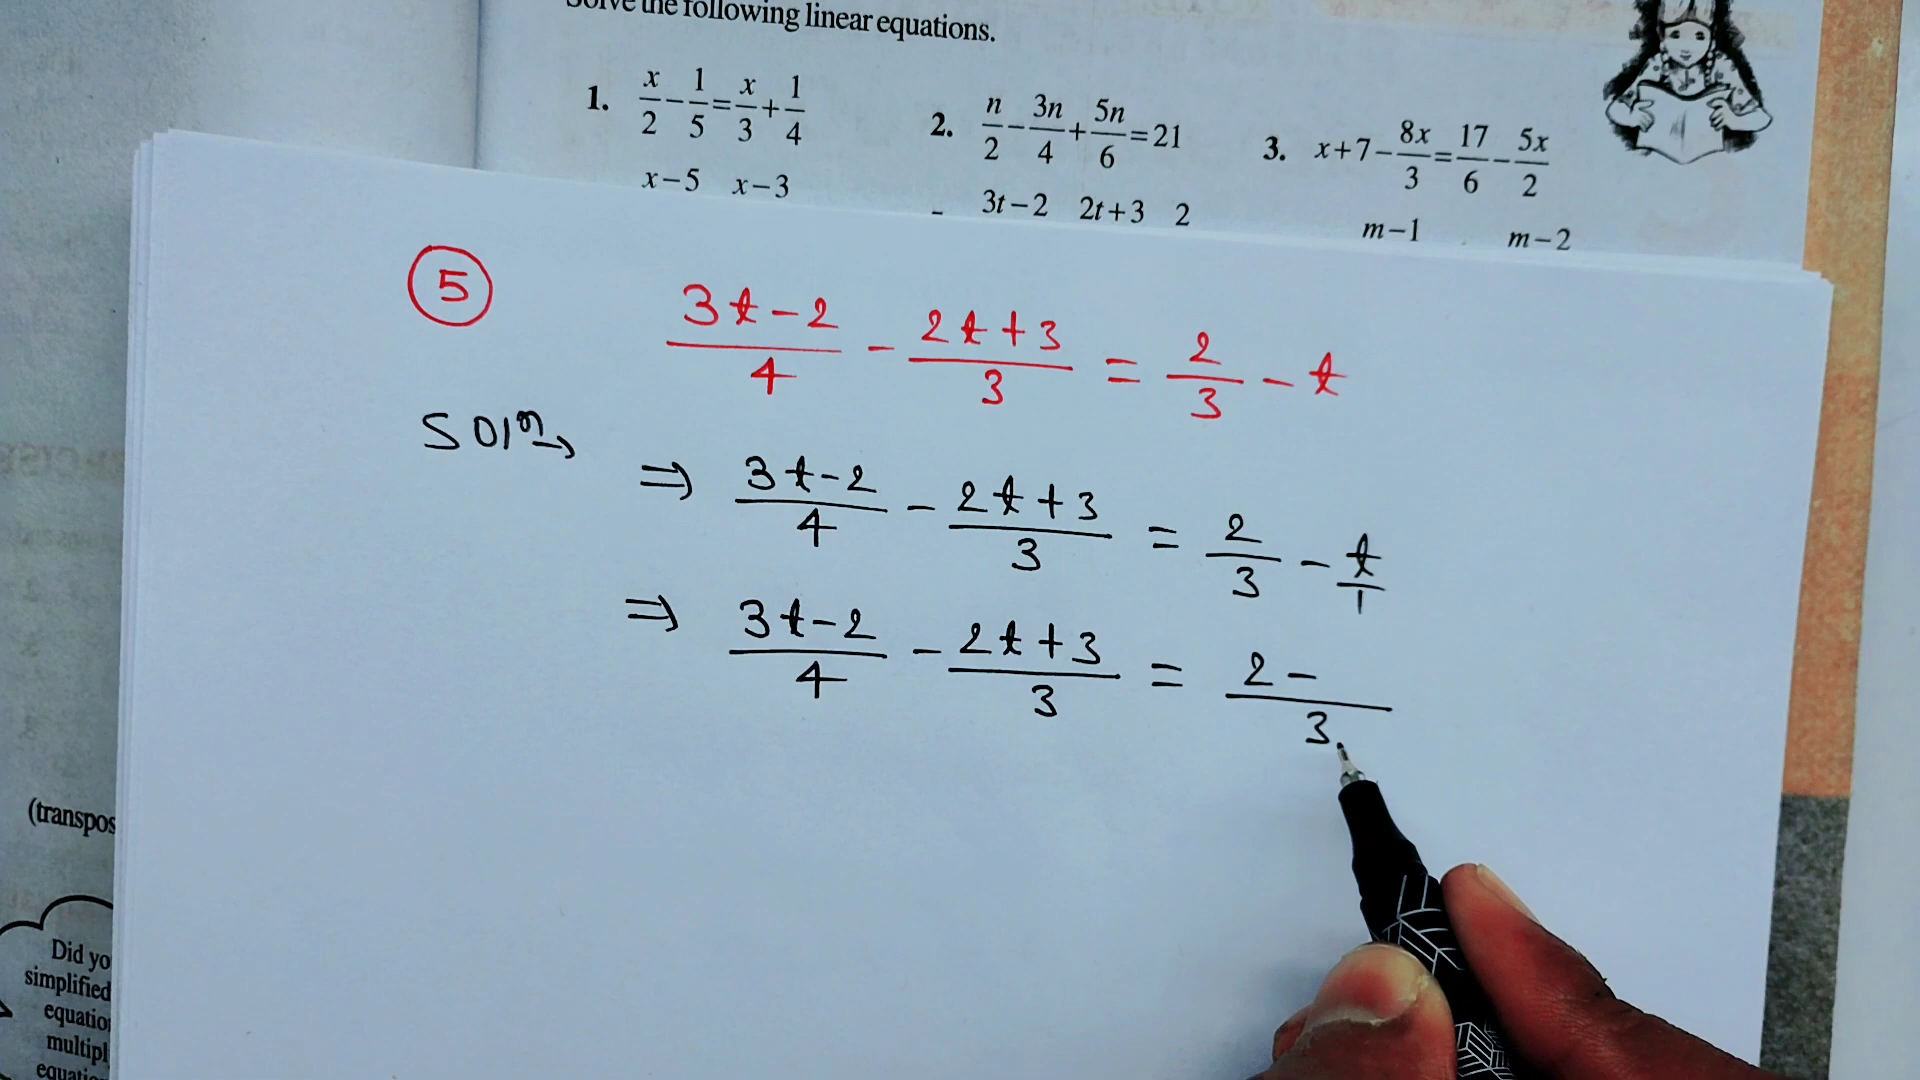 Solve the following linear equations.
1. x/2 − 1/5 = x/3 + 1/4
2. n/2 − 3n/4 + 5n/6 = 21
3. x + 7 − 8x/3 = 17/6 − 5x/2
x − 5 x − 3
3t − 2 2t + 3 2
m − 1 m − 2
5 (3t − 2)/4 − (2t + 3)/3 = 2/3 − t
Solⁿ→
⇒ (3t − 2)/4 − (2t + 3)/3 = 2/3 − t/1
⇒ (3t − 2)/4 − (2t + 3)/3 = (2 −)/3
(transpos
Did yo
simplified
equatio
multipl
equatio